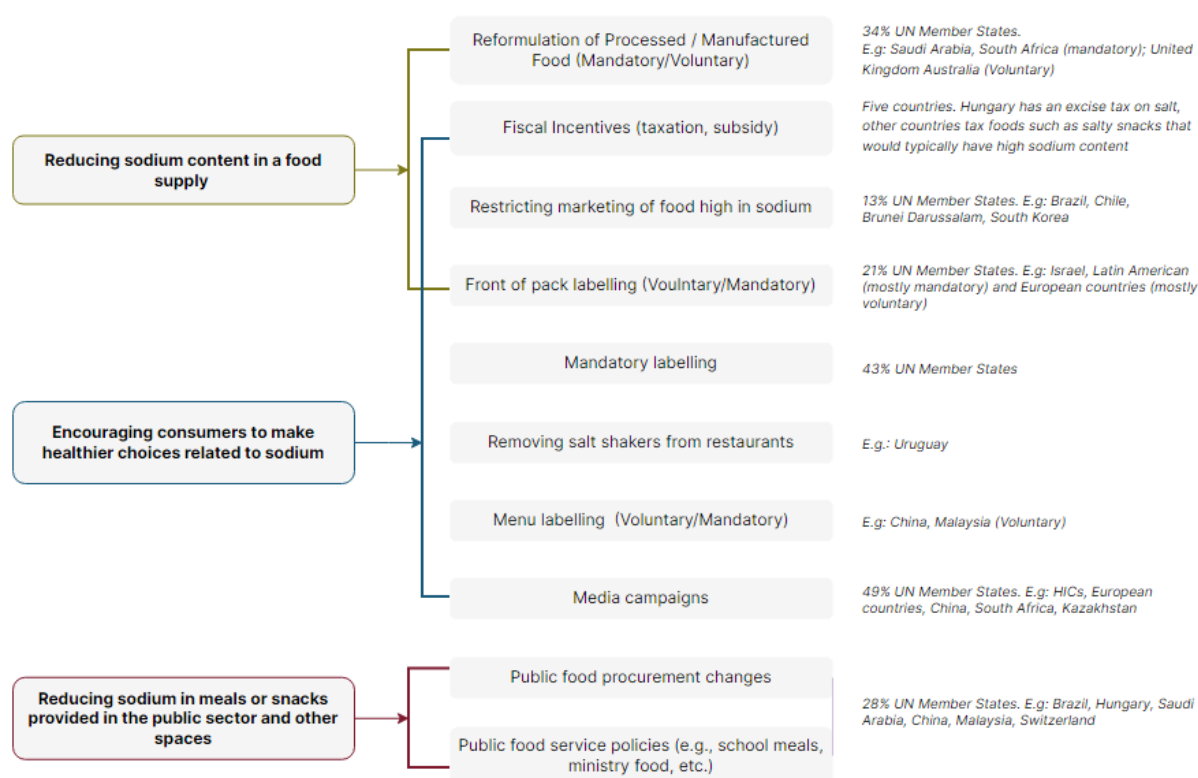 Reformulation of Processed / Manufactured
Food (Mandatory/Voluntary)
34% UN Member States.
E.g: Saudi Arabia, South Africa (mandatory); United
Kingdom Australia (Voluntary)
Reducing sodium content in a food
supply
Fiscal Incentives (taxation, subsidy)
Five countries. Hungary has an excise tax on salt,
other countries tax foods such as salty snacks that
would typically have high sodium content
Restricting marketing of food high in sodium
13% UN Member States. E.g: Brazil, Chile,
Brunei Darussalam, South Korea
Front of pack labelling (Voulntary/Mandatory)
21% UN Member States. E.g: Israel, Latin American
(mostly mandatory) and European countries (mostly
voluntary)
Mandatory labelling
43% UN Member States
Encouraging consumers to make
healthier choices related to sodium
Removing salt shakers from restaurants
E.g.: Uruguay
Menu labelling (Voluntary/Mandatory)
E.g: China, Malaysia (Voluntary)
Media campaigns
49% UN Member States. E.g: HICs, European
countries, China, South Africa, Kazakhstan
Reducing sodium in meals or snacks
provided in the public sector and other
spaces
Public food procurement changes
Public food service policies (e.g., school meals,
ministry food, etc.)
28% UN Member States. E.g: Brazil, Hungary, Saudi
Arabia, China, Malaysia, Switzerland